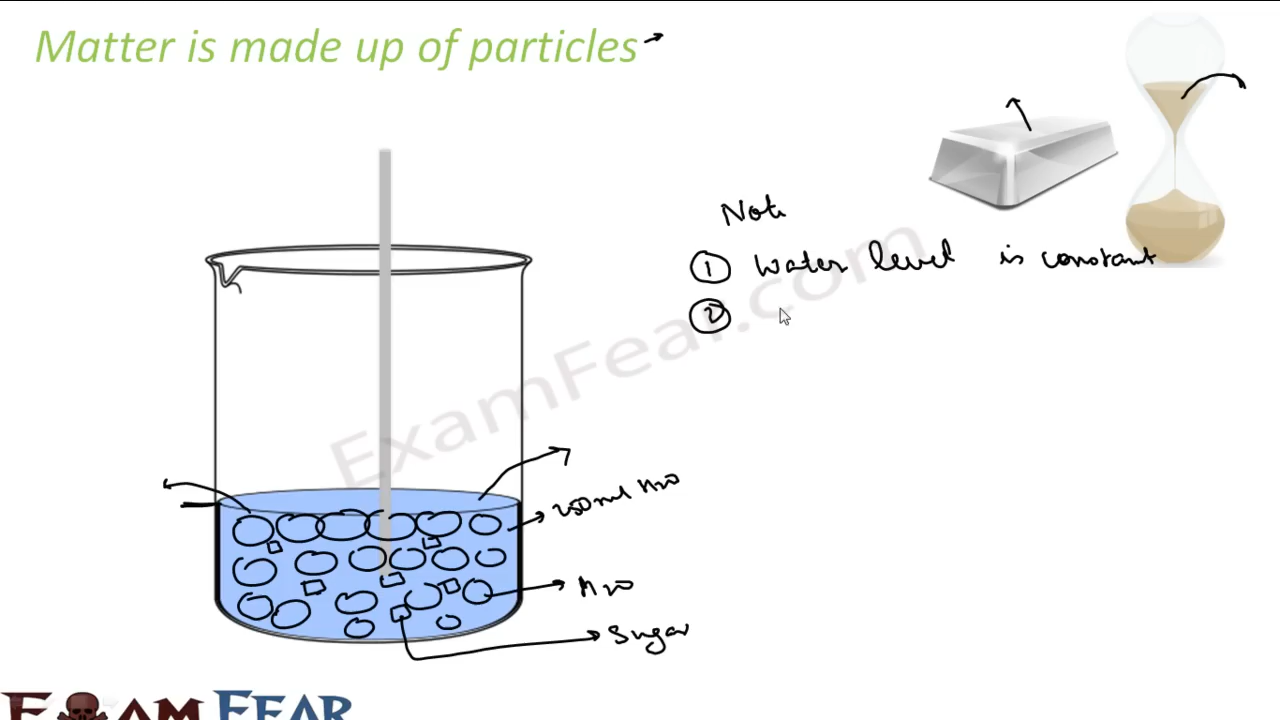 Matter is made up of particles
Note
① Water level is constant
②
250ml H2O
H2O
Sugar
ExamFear.com
EXAMFEAR